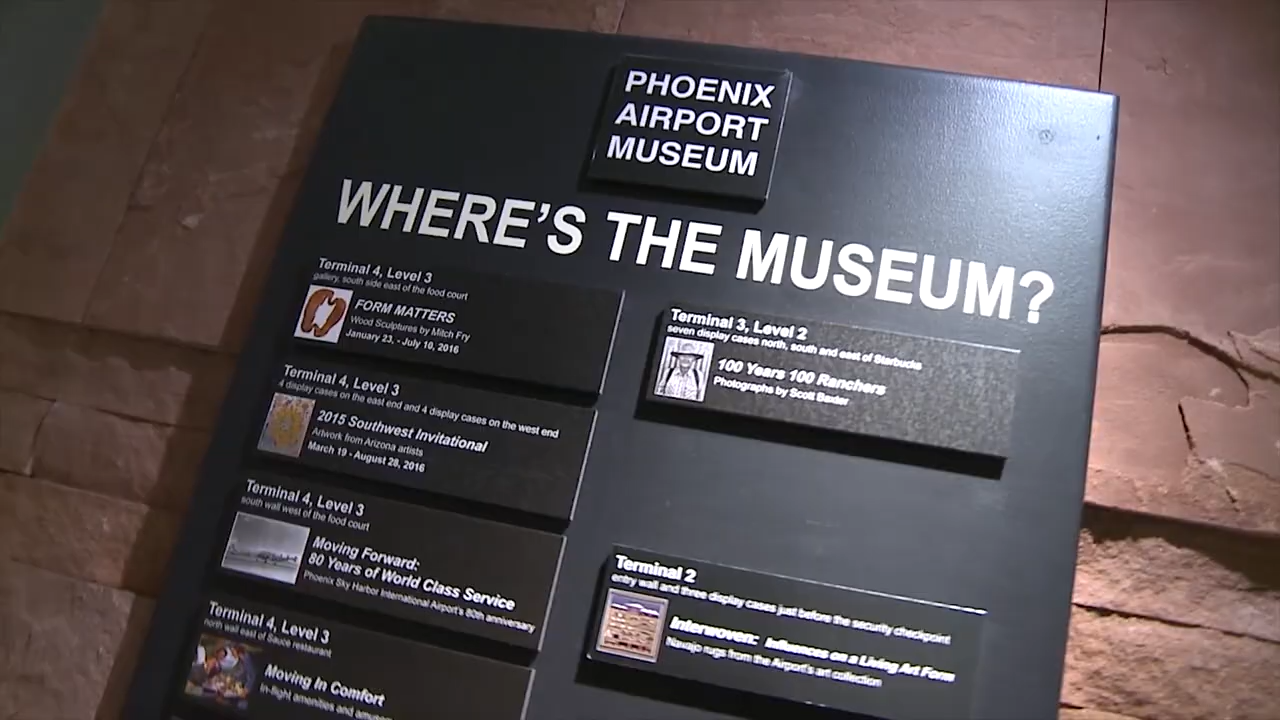 PHOENIX
AIRPORT
MUSEUM
WHERE'S THE MUSEUM?
Terminal 4, Level 3
gallery, south side east of the food court
FORM MATTERS
Wood Sculptures by Mitch Fry
January 23, - July 10, 2016
Terminal 4, Level 3
4 display cases on the east end and 4 display cases on the west end
2015 Southwest Invitational
Artwork from Arizona artists
March 19 - August 28, 2016
Terminal 4, Level 3
south wall west of the food court
Moving Forward:
80 Years of World Class Service
Phoenix Sky Harbor International Airport's 80th anniversary
Terminal 4, Level 3
north wall east of Sauce restaurant
Moving In Comfort
In-flight amenities and
Terminal 3, Level 2
seven display cases north, south and east of Starbucks
100 Years 100 Ranchers
Photographs by Scott Baxter
Terminal 2
entry wall and three display cases just before the security checkpoint
Interwoven: Influences on a Living Art Form
Navajo rugs from the Airport's art collection